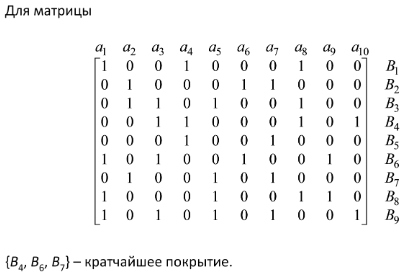 Для матрицы
a1 a2 a3 a4 a5 a6 a7 a8 a9 a10
1 0 0 1 0 0 0 1 0 0 B1
0 1 0 0 0 1 1 0 0 0 B2
0 1 1 0 1 0 0 1 0 0 B3
0 0 1 1 0 0 0 1 0 1 B4
0 0 0 1 0 0 1 0 0 0 B5
1 0 1 0 0 1 0 0 1 0 B6
0 1 0 0 1 0 1 0 0 0 B7
1 0 0 0 0 1 0 1 1 0 B8
1 0 1 0 1 0 1 0 0 1 B9
{B4, B6, B7} – кратчайшее покрытие.